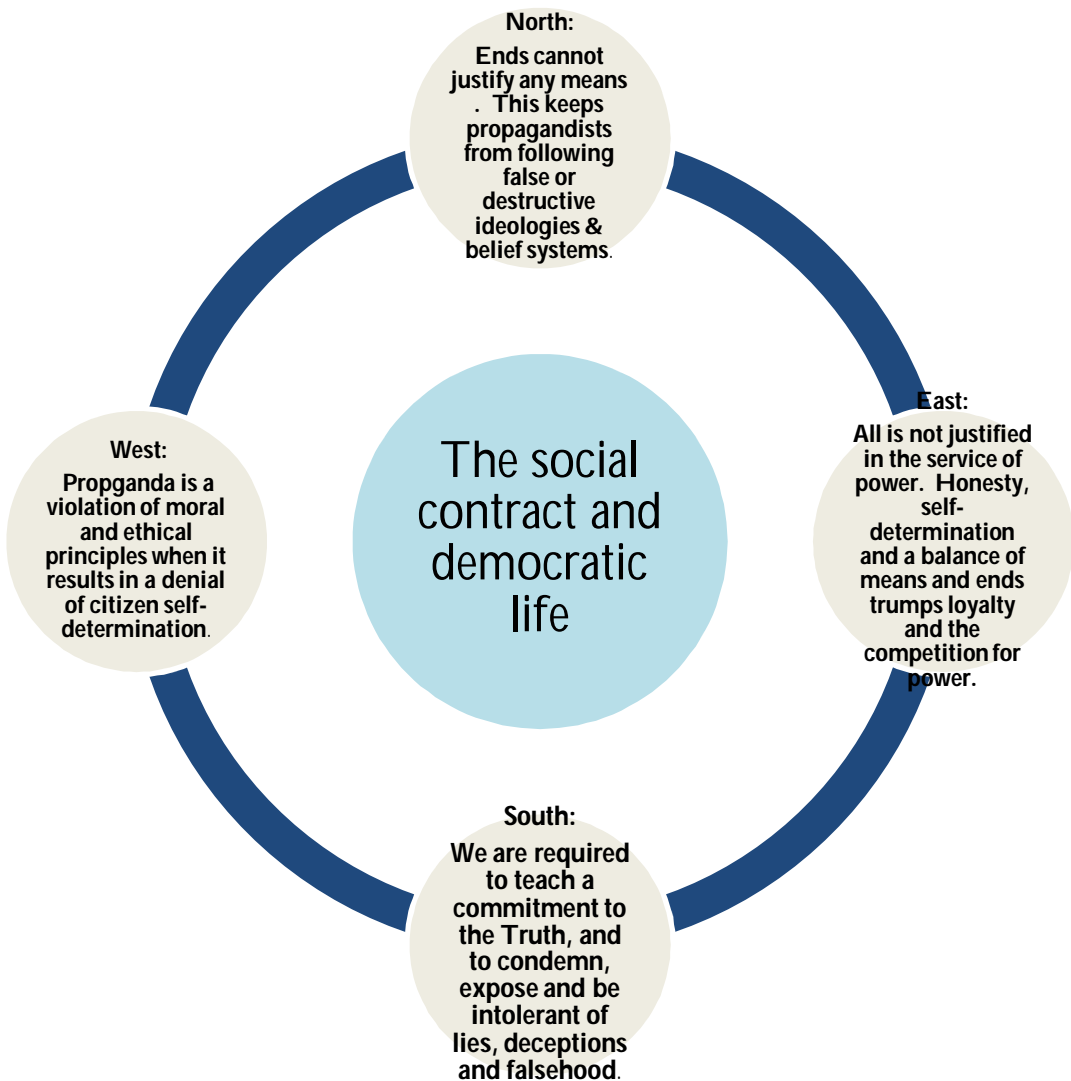 North:
Ends cannot
justify any means
. This keeps
propagandists
from following
false or
destructive
ideologies &
belief systems.
East:
All is not justified
in the service of
power. Honesty,
self-
determination
and a balance of
means and ends
trumps loyalty
and the
competition for
power.
South:
We are required
to teach a
commitment to
the Truth, and
to condemn,
expose and be
intolerant of
lies, deceptions
and falsehood.
West:
Propganda is a
violation of moral
and ethical
principles when it
results in a denial
of citizen self-
determination.
The social
contract and
democratic
life